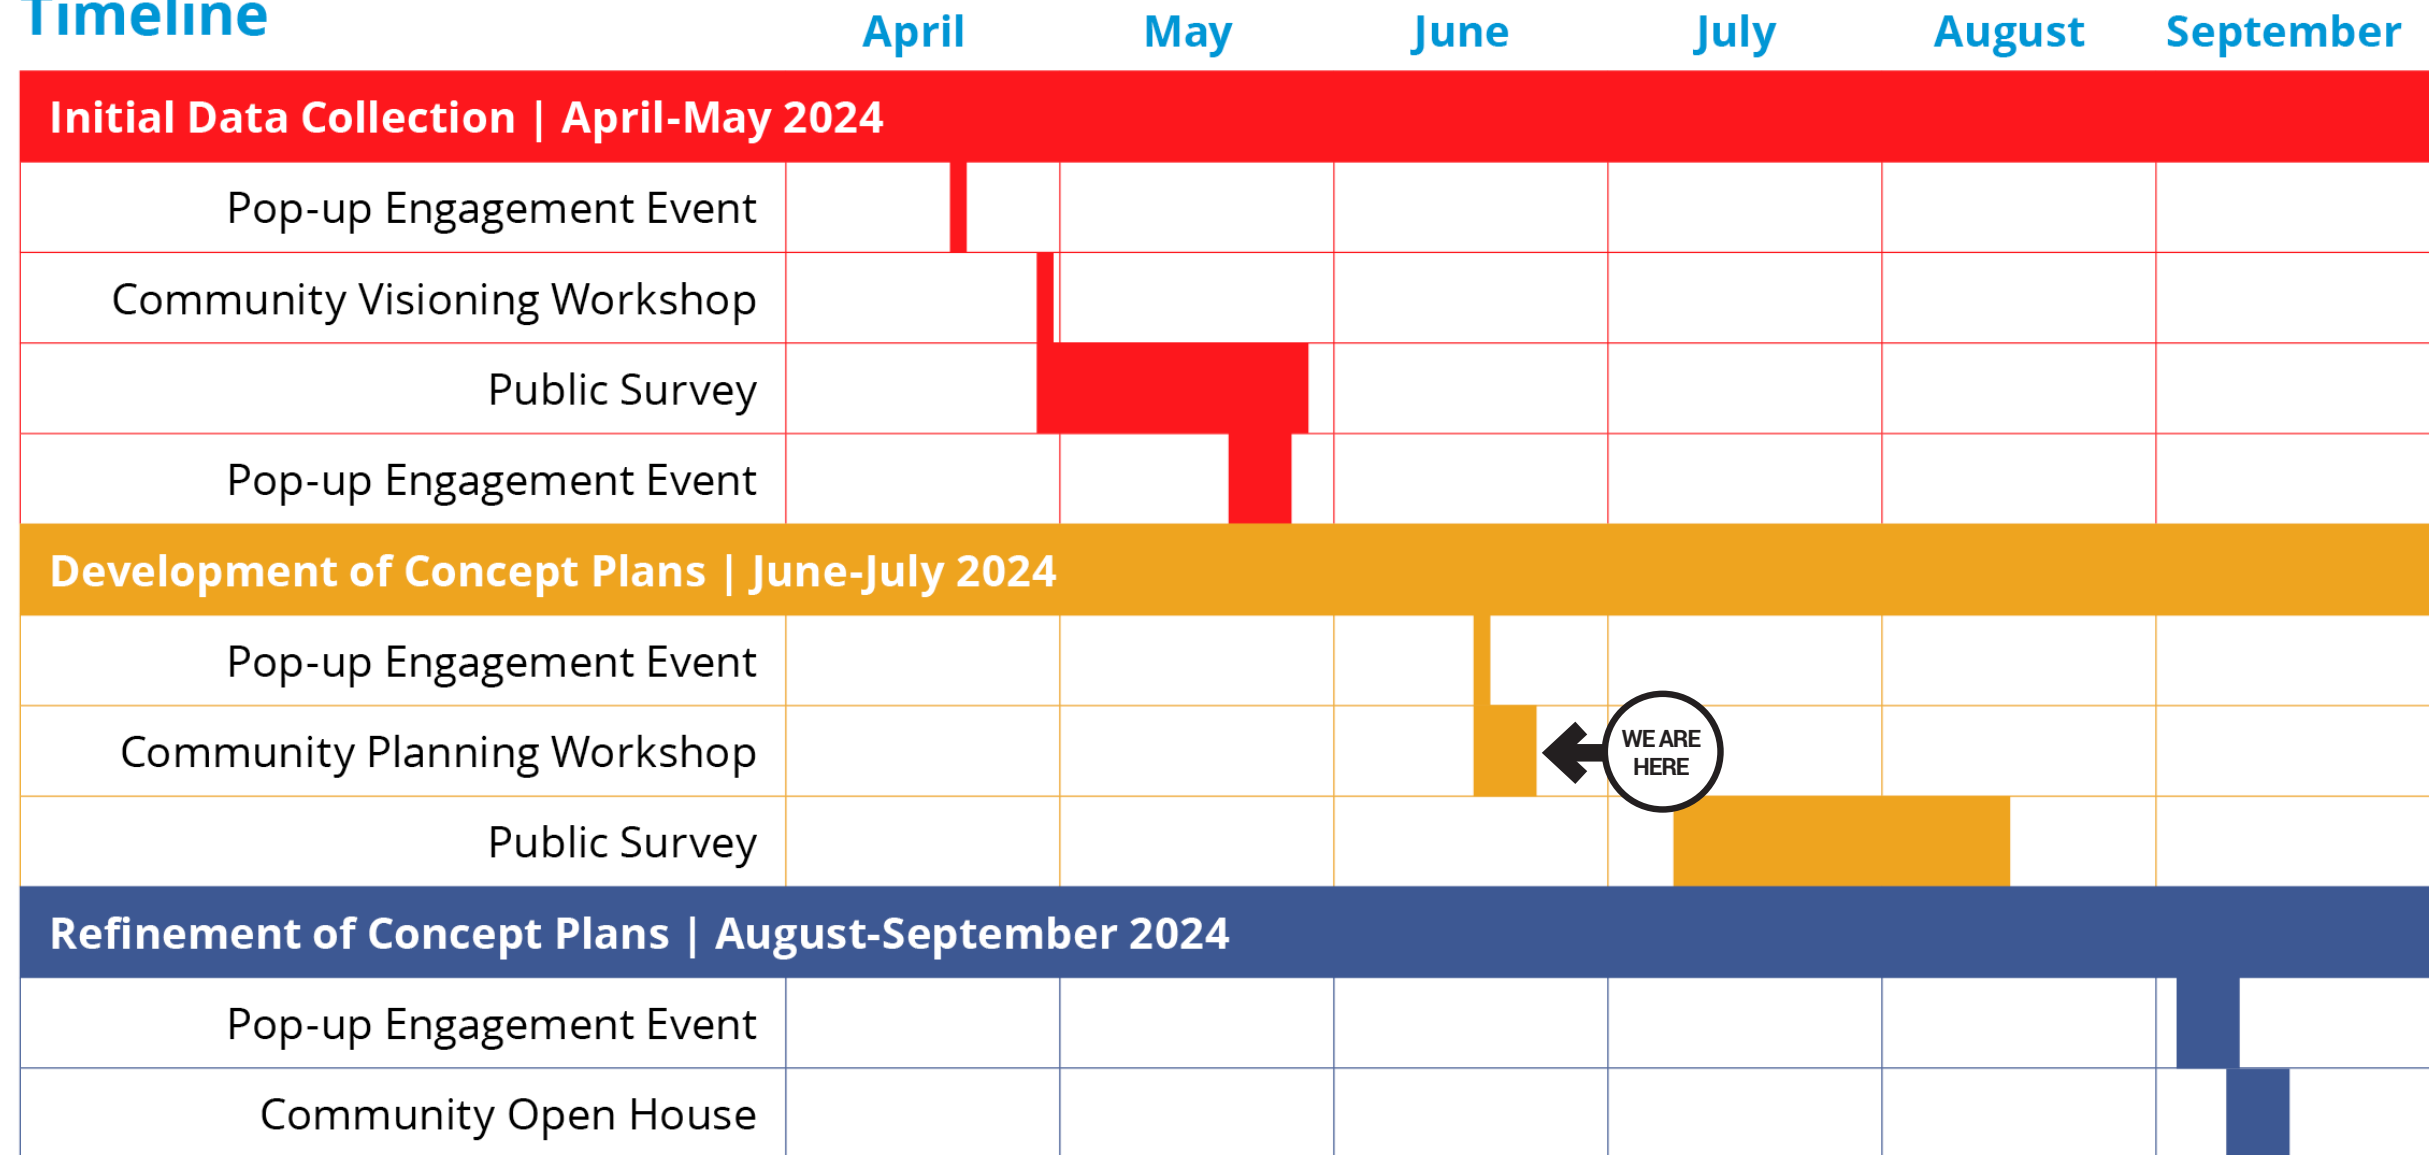 Timeline
April May June July August September
Initial Data Collection | April-May 2024
Pop-up Engagement Event
Community Visioning Workshop
Public Survey
Pop-up Engagement Event
Development of Concept Plans | June-July 2024
Pop-up Engagement Event
Community Planning Workshop
WE ARE
HERE
Public Survey
Refinement of Concept Plans | August-September 2024
Pop-up Engagement Event
Community Open House